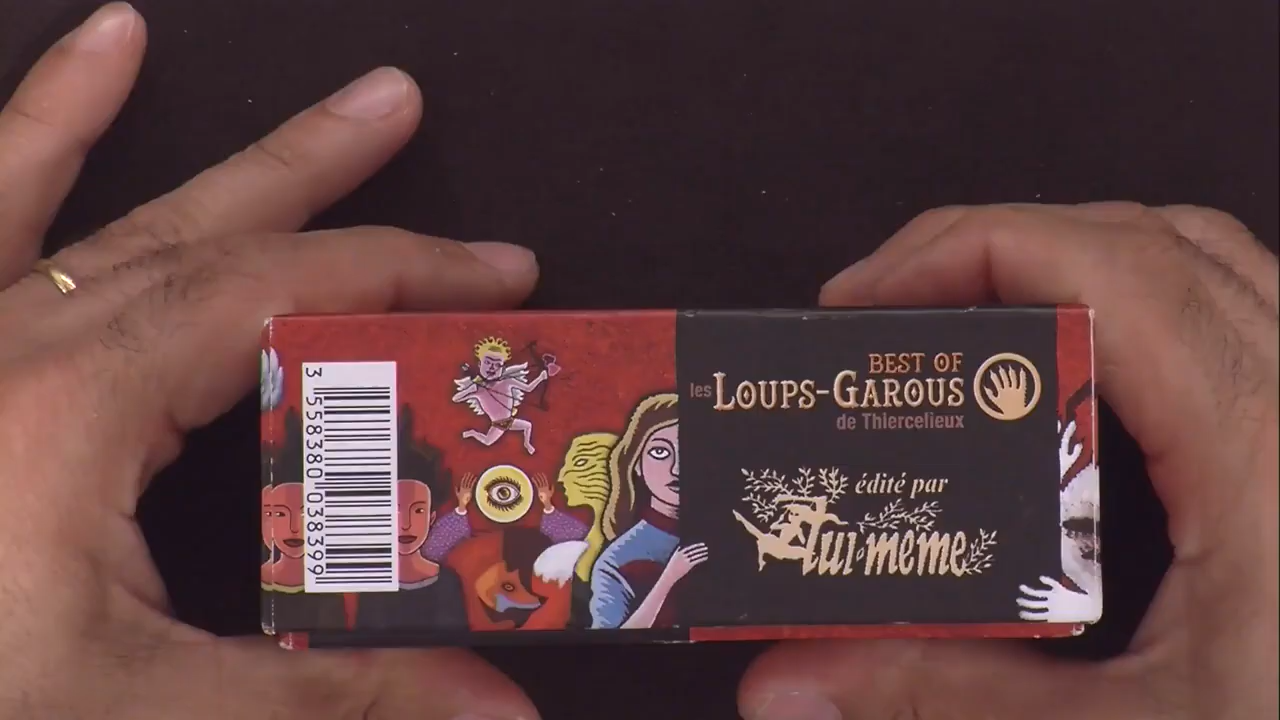 3 558380 038399
BEST OF
les LOUPS-GAROUS
de Thiercelieux
édité par
lui-même